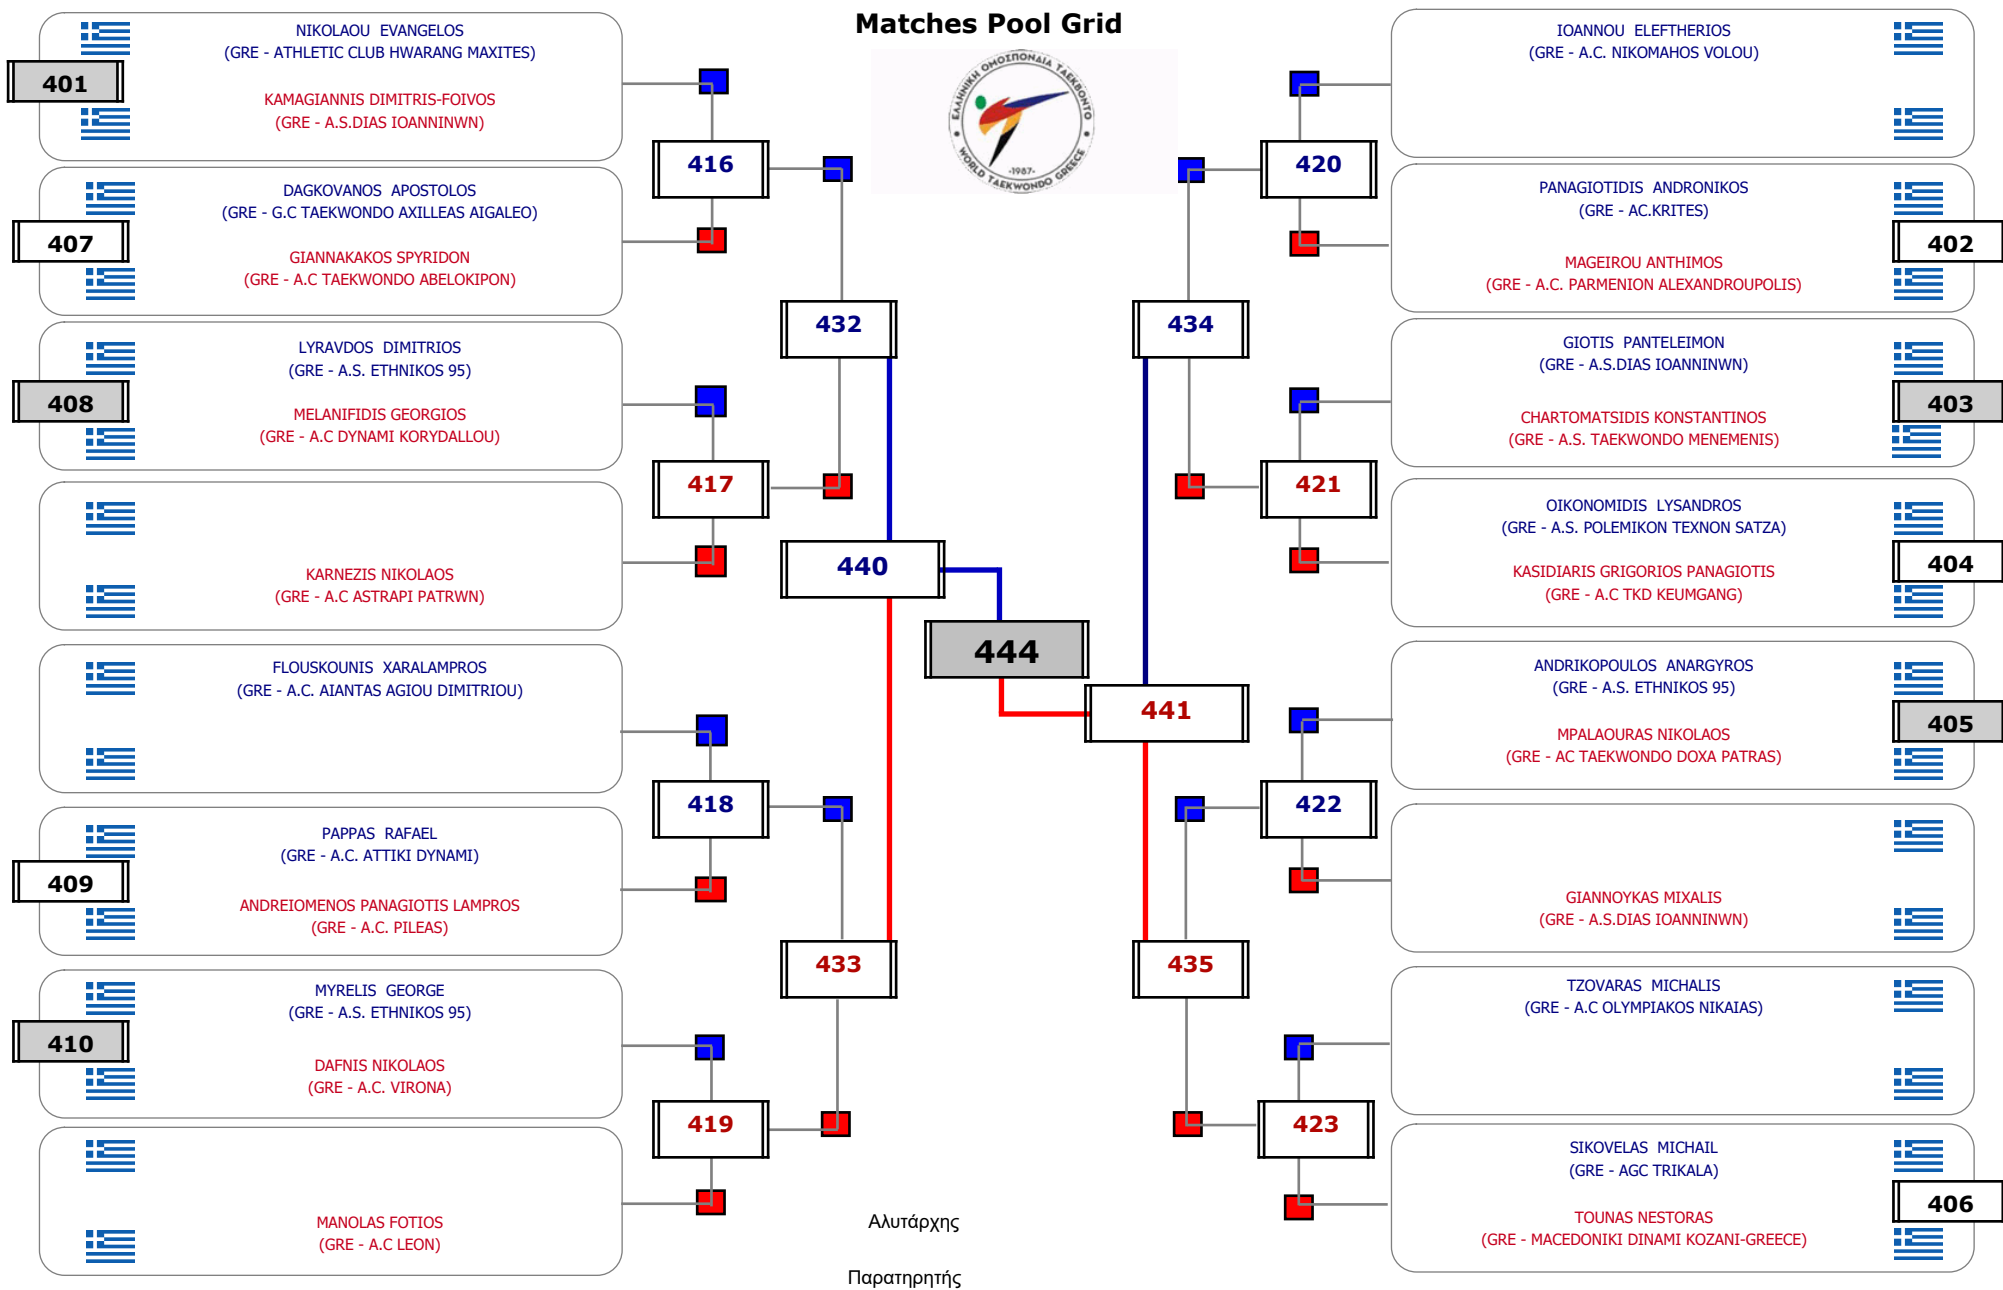 Matches Pool Grid
ΕΛΛΗΝΙΚΗ ΟΜΟΣΠΟΝΔΙΑ ΤΑΕΚΒΟΝΤΟ
-1987-
WORLD TAEKWONDO GREECE
401
NIKOLAOU EVANGELOS
(GRE - ATHLETIC CLUB HWARANG MAXITES)
KAMAGIANNIS DIMITRIS-FOIVOS
(GRE - A.S.DIAS IOANNINWN)
407
DAGKOVANOS APOSTOLOS
(GRE - G.C TAEKWONDO AXILLEAS AIGALEO)
GIANNAKAKOS SPYRIDON
(GRE - A.C TAEKWONDO ABELOKIPON)
408
LYRAVDOS DIMITRIOS
(GRE - A.S. ETHNIKOS 95)
MELANIFIDIS GEORGIOS
(GRE - A.C DYNAMI KORYDALLOU)
KARNEZIS NIKOLAOS
(GRE - A.C ASTRAPI PATRWN)
FLOUSKOUNIS XARALAMPROS
(GRE - A.C. AIANTAS AGIOU DIMITRIOU)
409
PAPPAS RAFAEL
(GRE - A.C. ATTIKI DYNAMI)
ANDREIOMENOS PANAGIOTIS LAMPROS
(GRE - A.C. PILEAS)
410
MYRELIS GEORGE
(GRE - A.S. ETHNIKOS 95)
DAFNIS NIKOLAOS
(GRE - A.C. VIRONA)
MANOLAS FOTIOS
(GRE - A.C LEON)
416
417
418
419
432
433
440
444
441
434
435
420
421
422
423
IOANNOU ELEFTHERIOS
(GRE - A.C. NIKOMAHOS VOLOU)
PANAGIOTIDIS ANDRONIKOS
(GRE - AC.KRITES)
402
MAGEIROU ANTHIMOS
(GRE - A.C. PARMENION ALEXANDROUPOLIS)
GIOTIS PANTELEIMON
(GRE - A.S.DIAS IOANNINWN)
403
CHARTOMATSIDIS KONSTANTINOS
(GRE - A.S. TAEKWONDO MENEMENIS)
OIKONOMIDIS LYSANDROS
(GRE - A.S. POLEMIKON TEXNON SATZA)
404
KASIDIARIS GRIGORIOS PANAGIOTIS
(GRE - A.C TKD KEUMGANG)
ANDRIKOPOULOS ANARGYROS
(GRE - A.S. ETHNIKOS 95)
405
MPALAOURAS NIKOLAOS
(GRE - AC TAEKWONDO DOXA PATRAS)
GIANNOYKAS MIXALIS
(GRE - A.S.DIAS IOANNINWN)
TZOVARAS MICHALIS
(GRE - A.C OLYMPIAKOS NIKAIAS)
SIKOVELAS MICHAIL
(GRE - AGC TRIKALA)
406
TOUNAS NESTORAS
(GRE - MACEDONIKI DINAMI KOZANI-GREECE)
Αλυτάρχης
Παρατηρητής